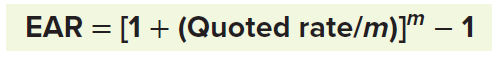 EAR = [1 + (Quoted rate/m)]ᵐ − 1